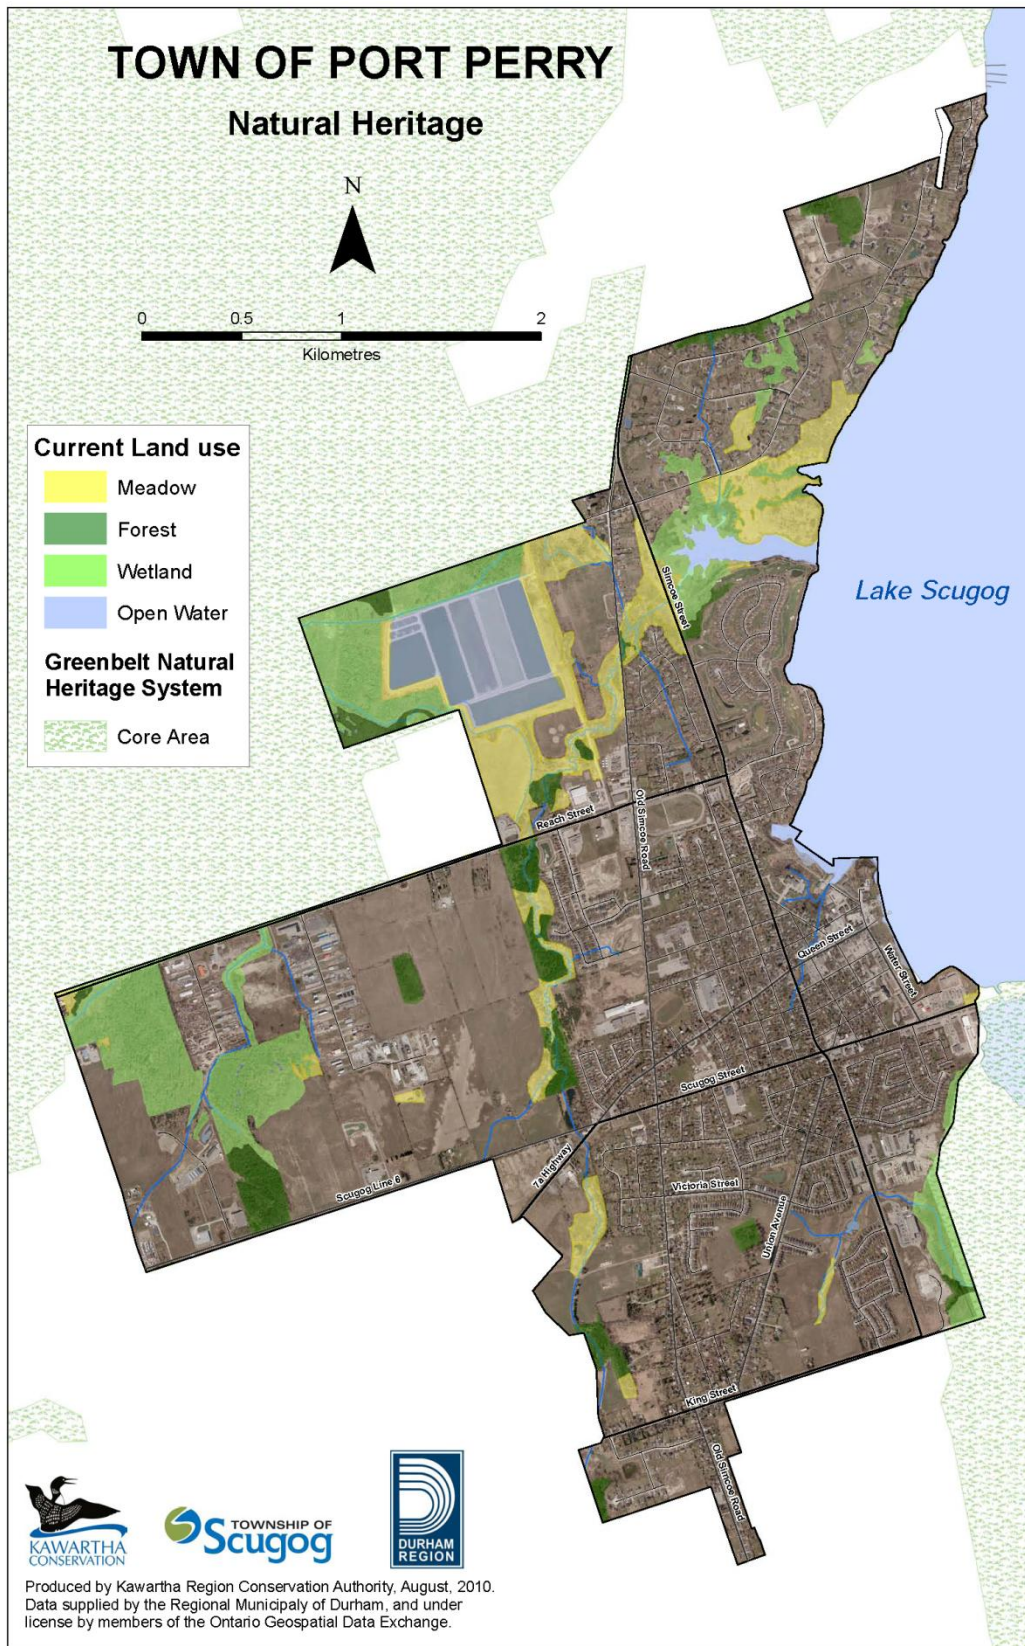 TOWN OF PORT PERRY
Natural Heritage
N
0 0.5 1 2
Kilometres
Current Land use
Meadow
Forest
Wetland
Open Water
Greenbelt Natural
Heritage System
Core Area
Lake Scugog
Simcoe Street
Old Simcoe Road
Reach Street
Queen Street
Water Street
Scugog Street
7a Highway
Victoria Street
Scugog Line 6
Union Avenue
King Street
Old Simcoe Road
KAWARTHA
CONSERVATION
TOWNSHIP OF
Scugog
DURHAM
REGION
Produced by Kawartha Region Conservation Authority, August, 2010.
Data supplied by the Regional Municipaly of Durham, and under
license by members of the Ontario Geospatial Data Exchange.